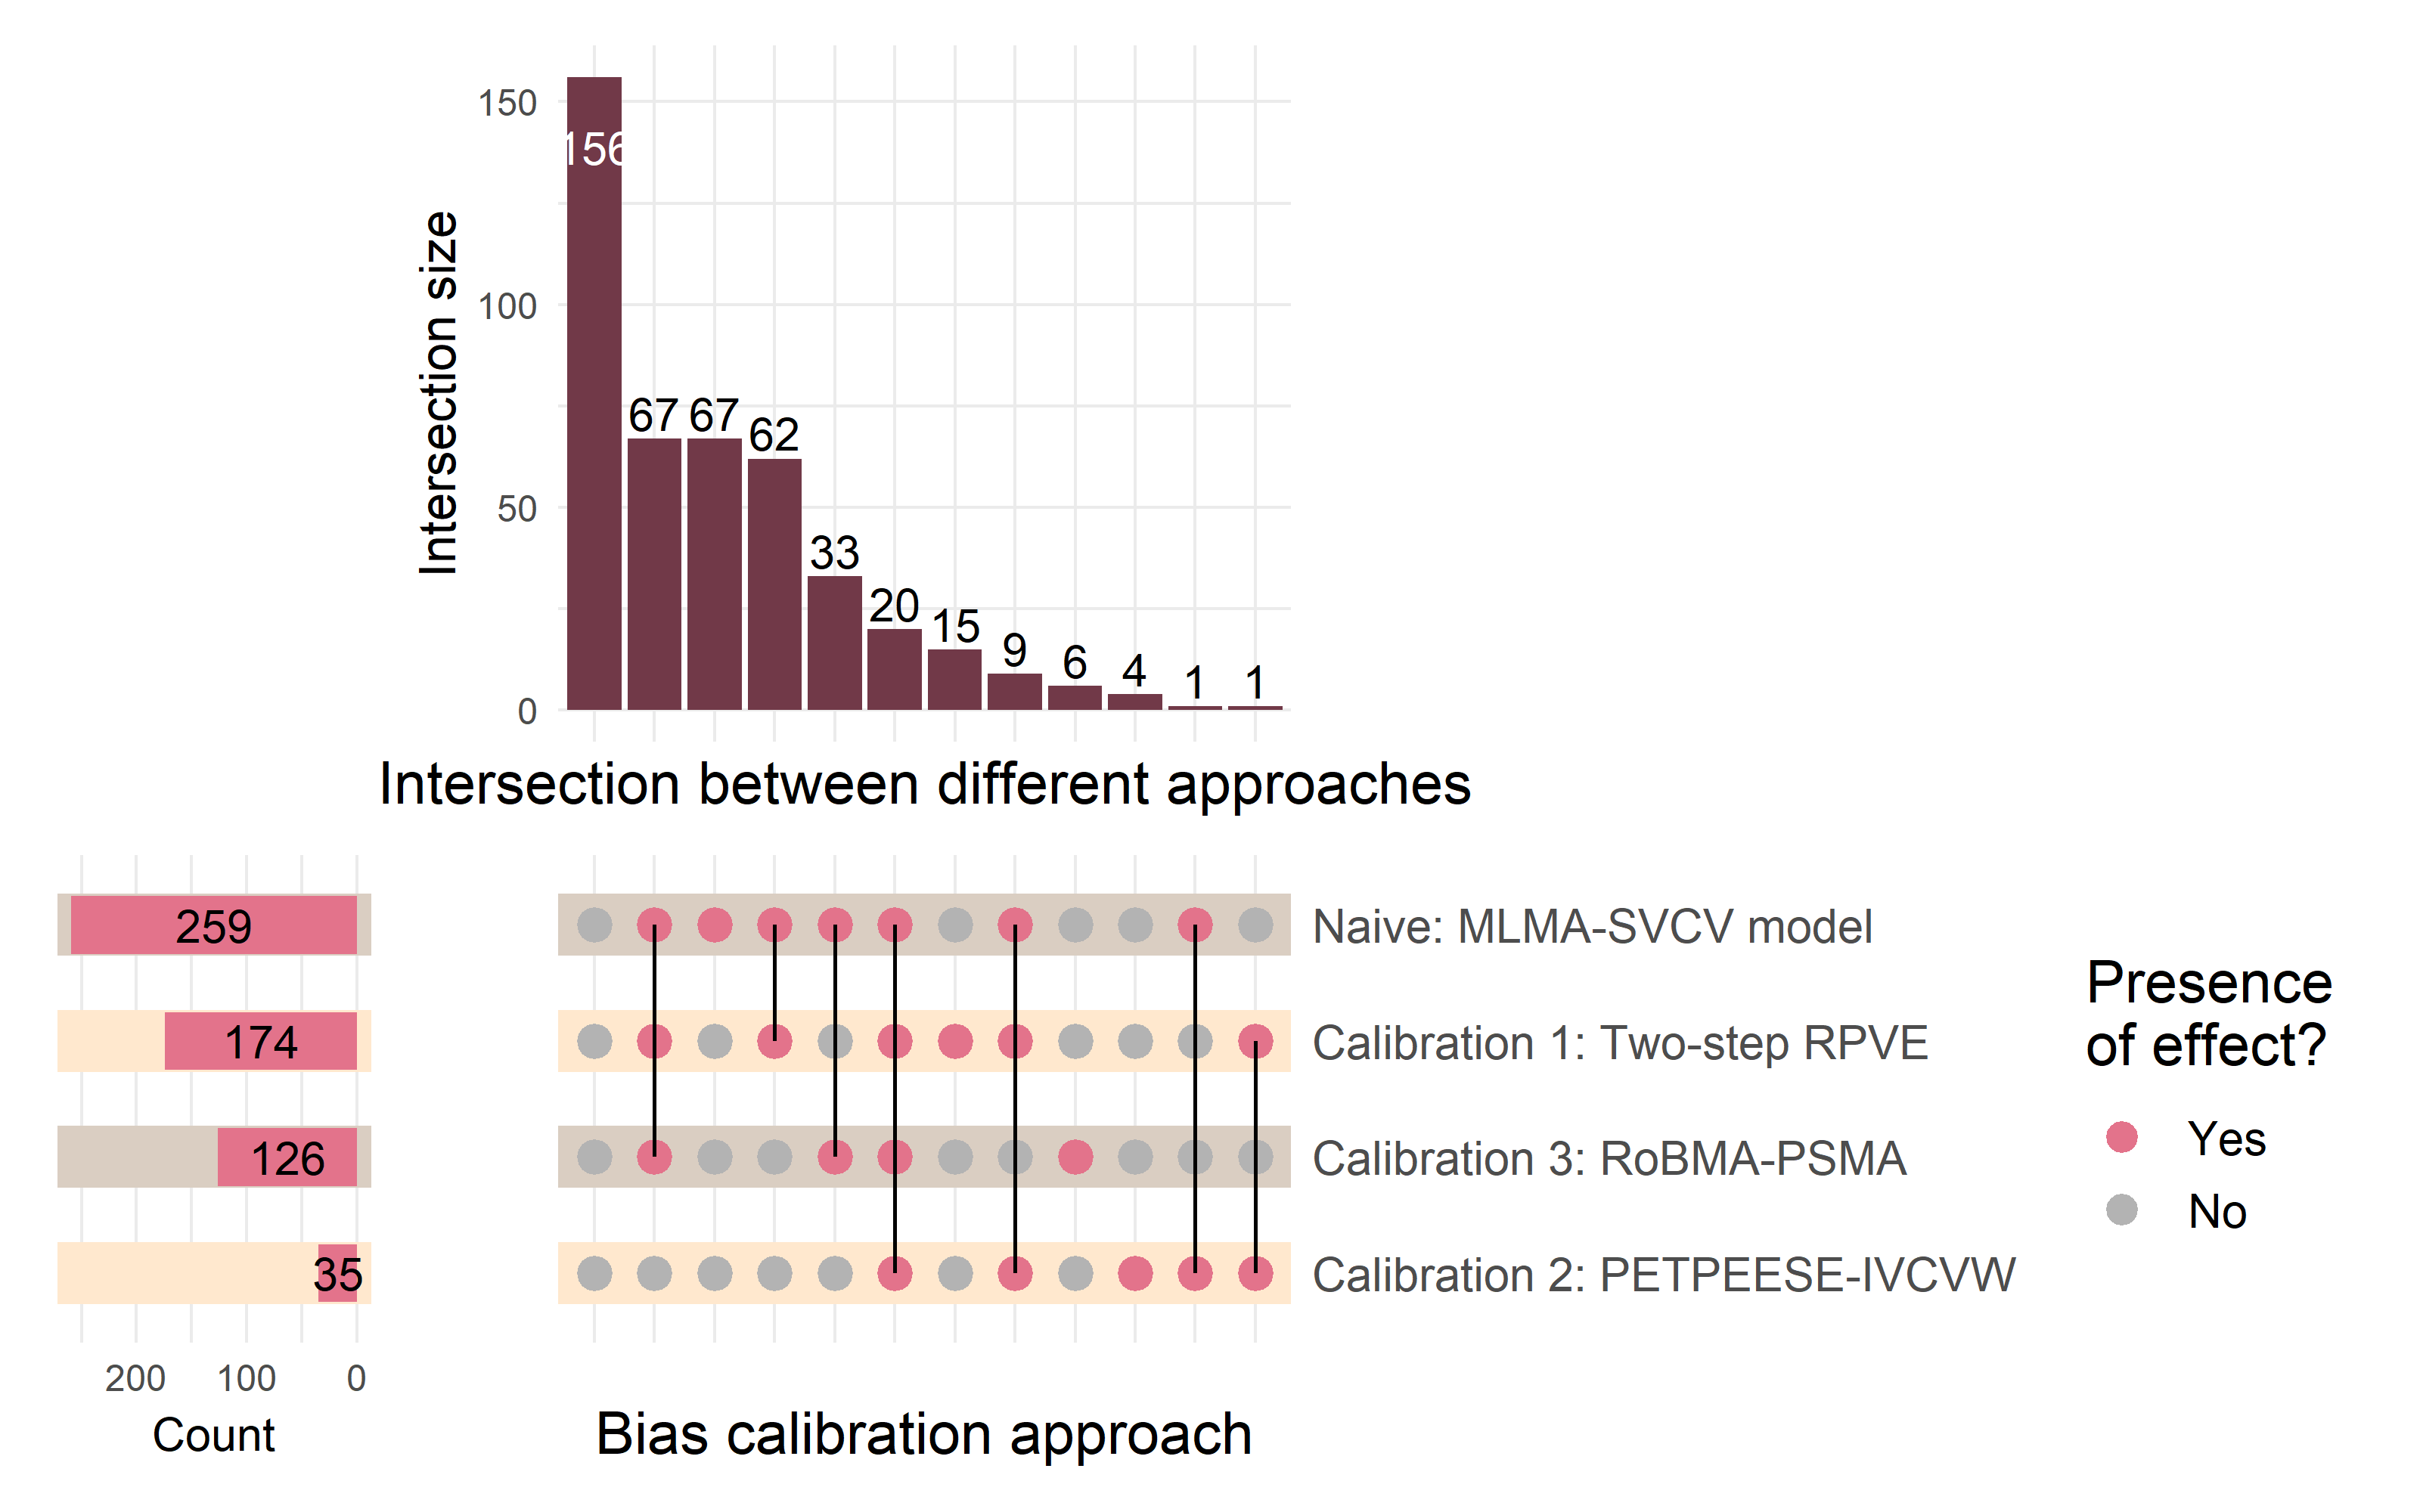 150
100
50
0
Intersection size
156
67 67 62 33 20 15 9 6 4 1 1
Intersection between different approaches
259
174
126
35
200 100 0
Count
Naive: MLMA-SVCV model
Calibration 1: Two-step RPVE
Calibration 3: RoBMA-PSMA
Calibration 2: PETPEESE-IVCVW
Bias calibration approach
Presence
of effect?
Yes
No